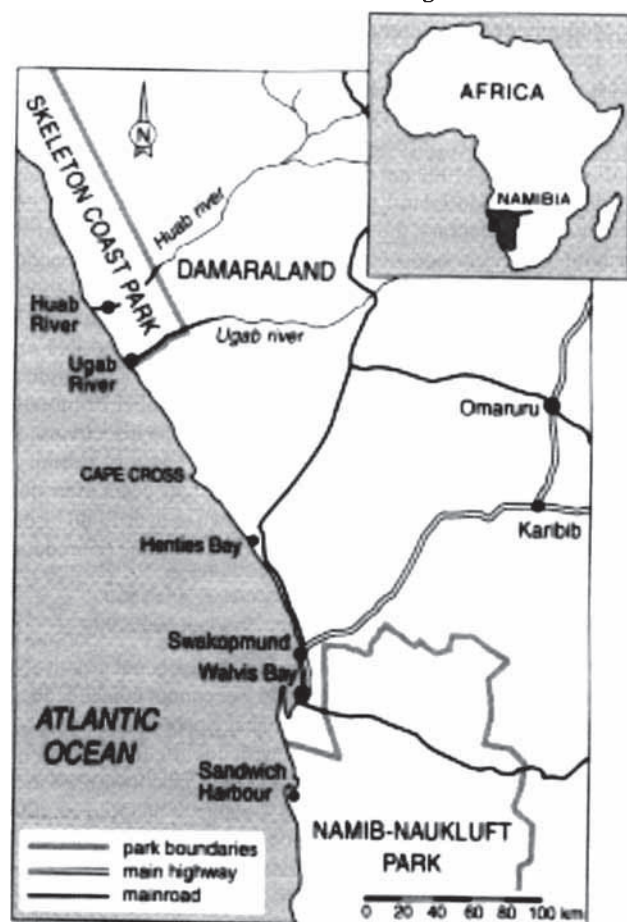 AFRICA
NAMIBIA
N
SKELETON COAST PARK
Huab river
DAMARALAND
Huab
River
Ugab river
Ugab
River
Omaruru
CAPE CROSS
Karibib
Henties Bay
Swakopmund
Walvis Bay
ATLANTIC
OCEAN
Sandwich
Harbour
NAMIB-NAUKLUFT
PARK
park boundaries
main highway
mainroad
0 20 40 60 80 100 km